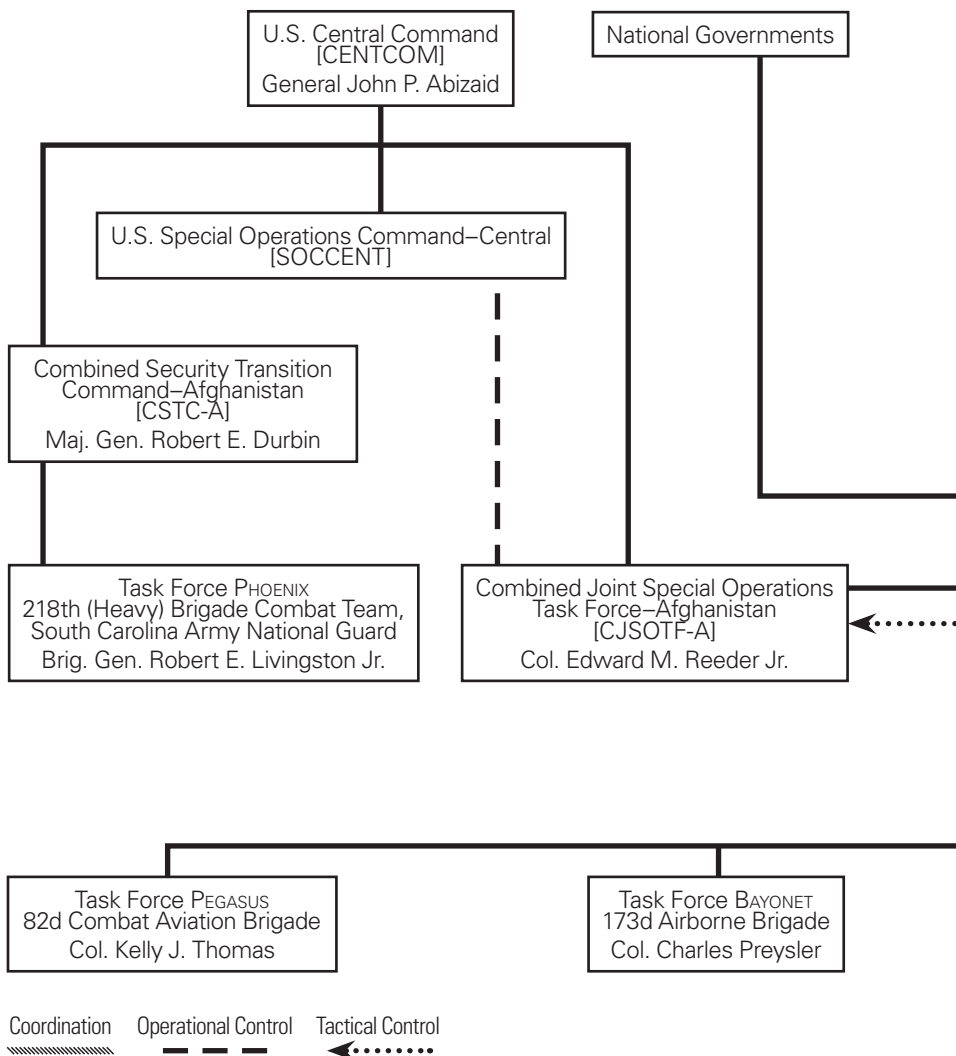 U.S. Central Command
[CENTCOM]
General John P. Abizaid
National Governments
U.S. Special Operations Command–Central
[SOCCENT]
Combined Security Transition
Command–Afghanistan
[CSTC-A]
Maj. Gen. Robert E. Durbin
Task Force PHOENIX
218th (Heavy) Brigade Combat Team,
South Carolina Army National Guard
Brig. Gen. Robert E. Livingston Jr.
Combined Joint Special Operations
Task Force–Afghanistan
[CJSOTF-A]
Col. Edward M. Reeder Jr.
Task Force PEGASUS
82d Combat Aviation Brigade
Col. Kelly J. Thomas
Task Force BAYONET
173d Airborne Brigade
Col. Charles Preysler
Coordination
Operational Control
Tactical Control